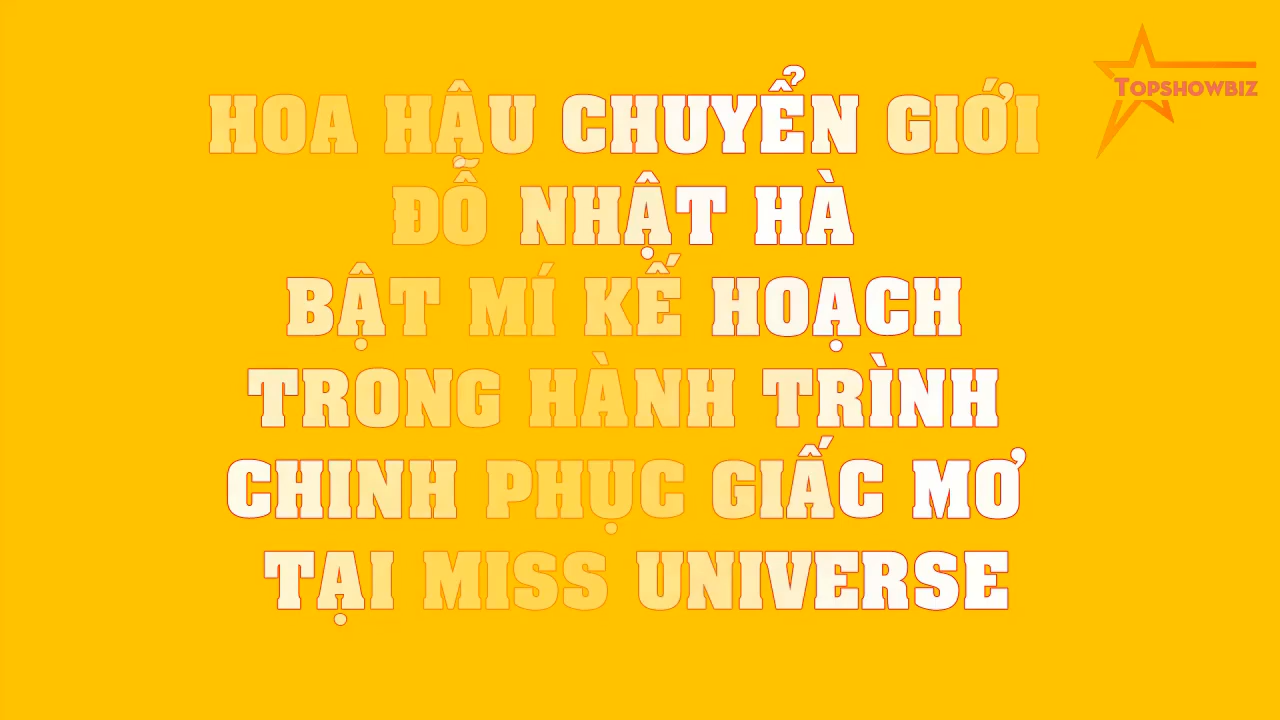 TOPSHOWBIZ
HOA HẬU CHUYỂN GIỚI
ĐỖ NHẬT HÀ
BẬT MÍ KẾ HOẠCH
TRONG HÀNH TRÌNH
CHINH PHỤC GIẤC MƠ
TẠI MISS UNIVERSE